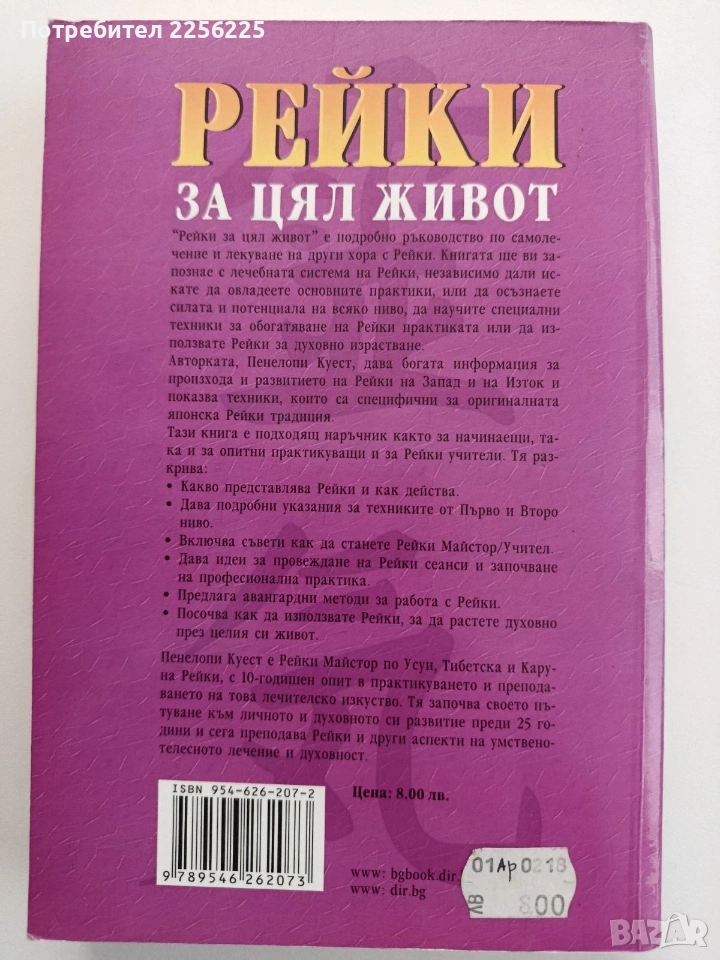 Потребител 2256225
РЕЙКИ
ЗА ЦЯЛ ЖИВОТ
"Рейки за цял живот" е подробно ръководство по самоле-
чение и лекуване на други хора с Рейки. Книгата ще ви за-
познае с лечебната система на Рейки, независимо дали ис-
кате да овладеете основните практики, или да осъзнаете
силата и потенциала на всяко ниво, да научите специални
техники за обогатяване на Рейки практиката или да из-
ползвате Рейки за духовно израстване.
Авторката, Пенелопи Куест, дава богата информация за
произхода и развитието на Рейки на Запад и на Изток и
показва техники, които са специфични за оригиналната
японска Рейки традиция.
Тази книга е подходящ наръчник както за начинаещи, та-
ка и за опитни практикуващи и за Рейки учители. Тя раз-
крива:
• Какво представлява Рейки и как действа.
• Дава подробни указания за техниките от Първо и Второ
ниво.
• Включва съвети как да станете Рейки Майстор/Учител.
• Дава идеи за провеждане на Рейки сеанси и започване
на професионална практика.
• Предлага авангардни методи за работа с Рейки.
• Посочва как да използвате Рейки, за да растете духовно
през целия си живот.
Пенелопи Куест е Рейки Майстор по Усуи, Тибетска и Кару-
на Рейки, с 10-годишен опит в практикуването и препода-
ването на това лечителско изкуство. Тя започва своето пъ-
туване към личното и духовното си развитие преди 25 го-
дини и сега преподава Рейки и други аспекти на умствено-
телесното лечение и духовност.
ISBN 954-626-207-2
Цена: 8.00 лв.
9 789546 262073
www: bgbook.dir.
www: dir.bg
01Ap0218
ЛВ 8.00
BAZAR